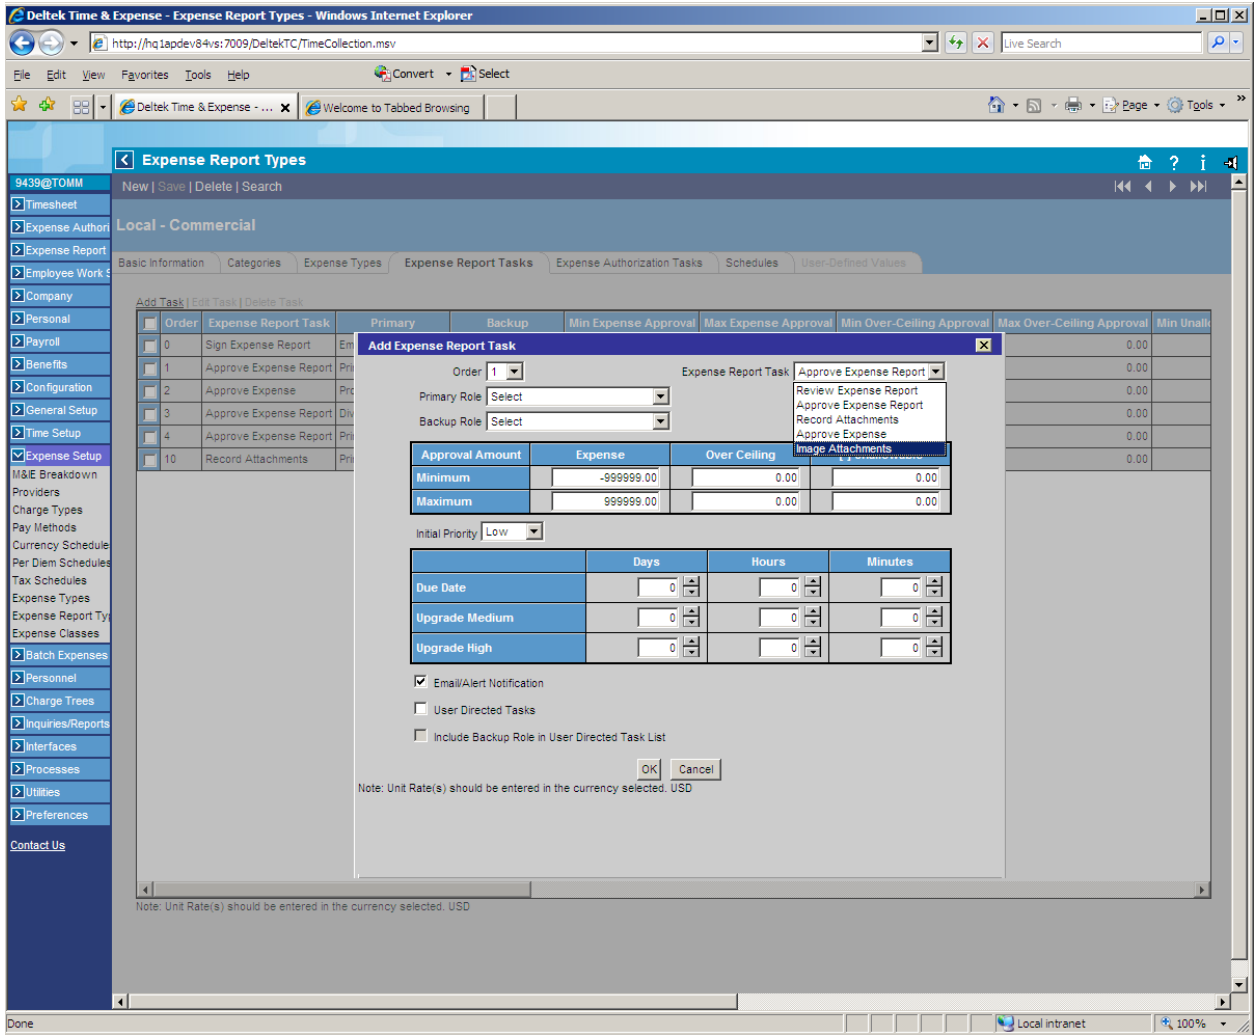 Deltek Time & Expense - Expense Report Types - Windows Internet Explorer
http://hq1apdev84vs:7009/DeltekTC/TimeCollection.msv
Live Search
File Edit View Favorites Tools Help
Convert Select
Deltek Time & Expense - ...
Welcome to Tabbed Browsing
Page Tools
Expense Report Types
9439@TOMM
New | Save | Delete | Search
Timesheet
Expense Authori
Expense Report
Employee Work S
Company
Personal
Payroll
Benefits
Configuration
General Setup
Time Setup
Expense Setup
M&IE Breakdown
Providers
Charge Types
Pay Methods
Currency Schedule
Per Diem Schedules
Tax Schedules
Expense Types
Expense Report Typ
Expense Classes
Batch Expenses
Personnel
Charge Trees
Inquiries/Reports
Interfaces
Processes
Utilities
Preferences
Contact Us
Local - Commercial
Basic Information Categories Expense Types Expense Report Tasks Expense Authorization Tasks Schedules User-Defined Values
Add Task | Edit Task | Delete Task
Order Expense Report Task Primary Backup Min Expense Approval Max Expense Approval Min Over-Ceiling Approval Max Over-Ceiling Approval Min Unallo
0 Sign Expense Report Em 0.00
1 Approve Expense Report Pri 0.00
2 Approve Expense Pro 0.00
3 Approve Expense Report Div 0.00
4 Approve Expense Report Pri 0.00
10 Record Attachments Pri 0.00
Add Expense Report Task
Order 1 Expense Report Task Approve Expense Report
Primary Role Select
Backup Role Select
Review Expense Report
Approve Expense Report
Record Attachments
Approve Expense
Image Attachments
Approval Amount Expense Over Ceiling
Minimum -999999.00 0.00 0.00
Maximum 999999.00 0.00 0.00
Initial Priority Low
Days Hours Minutes
Due Date 0 0 0
Upgrade Medium 0 0 0
Upgrade High 0 0 0
Email/Alert Notification
User Directed Tasks
Include Backup Role in User Directed Task List
OK Cancel
Note: Unit Rate(s) should be entered in the currency selected. USD
Note: Unit Rate(s) should be entered in the currency selected. USD
Done
Local intranet
100%